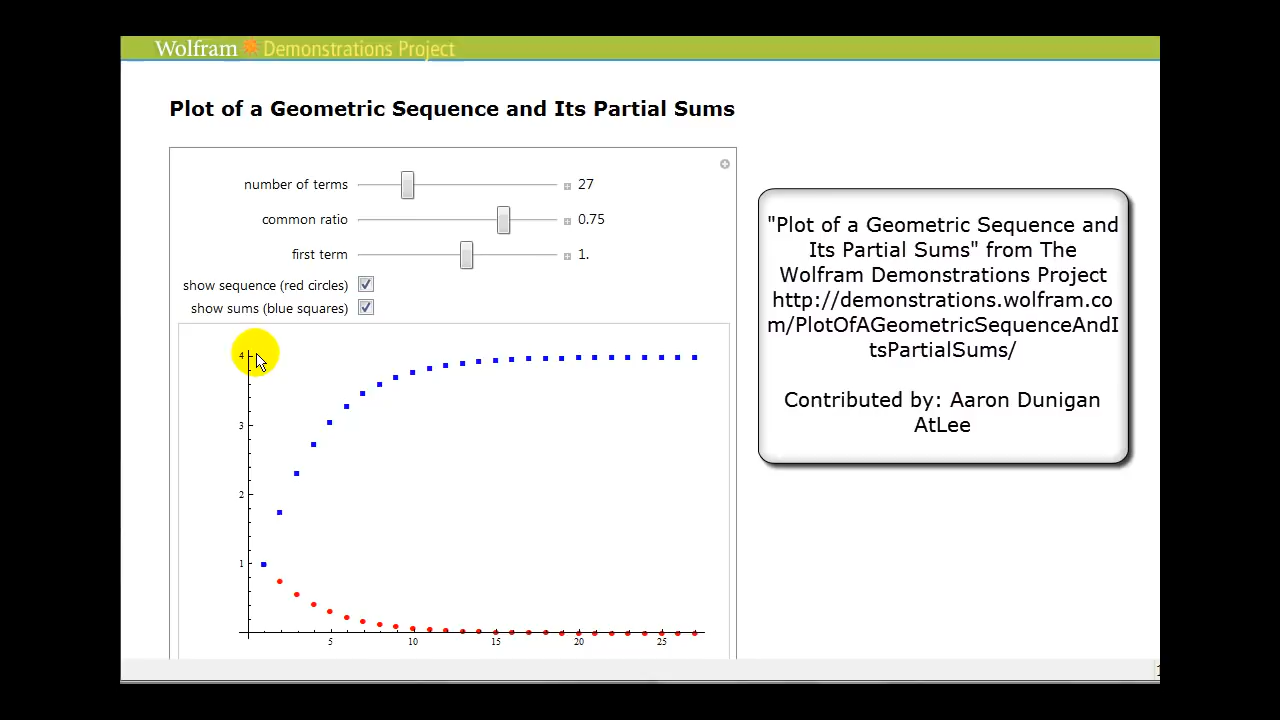 Wolfram Demonstrations Project
Plot of a Geometric Sequence and Its Partial Sums
number of terms 27
common ratio 0.75
first term 1.
show sequence (red circles)
show sums (blue squares)
4
3
2
1
5 10 15 20 25
"Plot of a Geometric Sequence and
Its Partial Sums" from The
Wolfram Demonstrations Project
http://demonstrations.wolfram.co
m/PlotOfAGeometricSequenceAndI
tsPartialSums/
Contributed by: Aaron Dunigan
AtLee